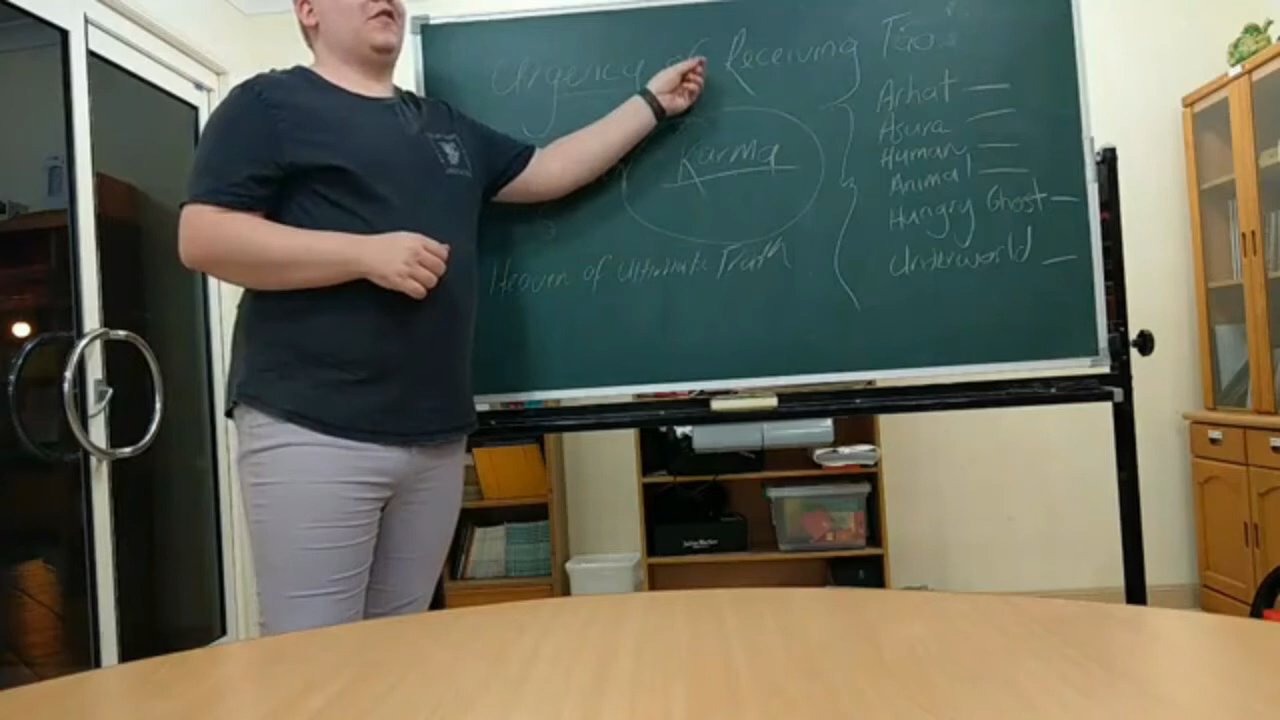 Urgency of Receiving Tao
Karma
Heaven of Ultimate Truth
Arhat —
Asura —
Human —
Animal —
Hungry Ghost —
Underworld —